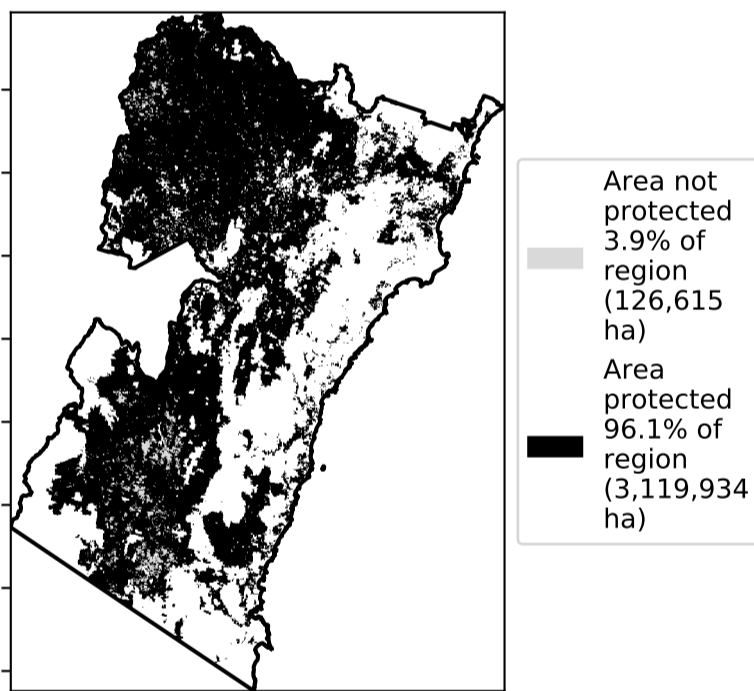 Area not
protected
3.9% of
region
(126,615
ha)
Area
protected
96.1% of
region
(3,119,934
ha)